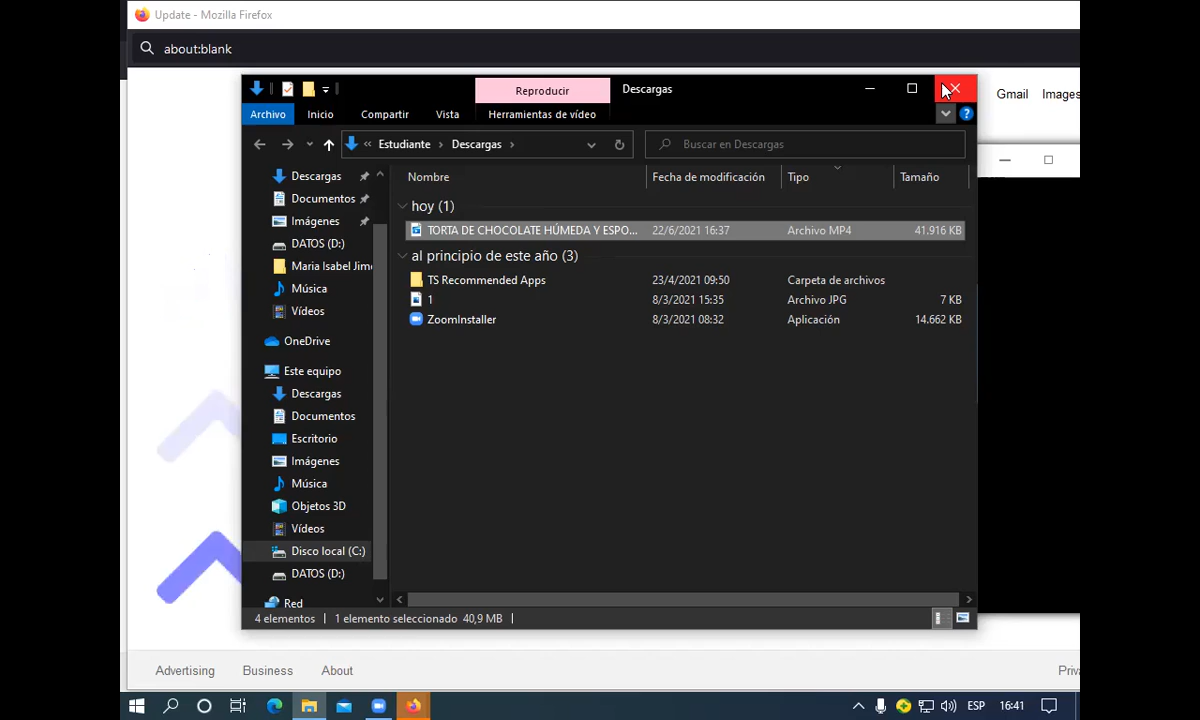 Update - Mozilla Firefox
about:blank
Reproducir
Descargas
Gmail Images
Archivo Inicio Compartir Vista Herramientas de vídeo
« Estudiante > Descargas >
Buscar en Descargas
Nombre Fecha de modificación Tipo Tamaño
hoy (1)
TORTA DE CHOCOLATE HÚMEDA Y ESPO... 22/6/2021 16:37 Archivo MP4 41.916 KB
al principio de este año (3)
TS Recommended Apps 23/4/2021 09:50 Carpeta de archivos
1 8/3/2021 15:35 Archivo JPG 7 KB
ZoomInstaller 8/3/2021 08:32 Aplicación 14.662 KB
Descargas
Documentos
Imágenes
DATOS (D:)
Maria Isabel Jime
Música
Vídeos
OneDrive
Este equipo
Descargas
Documentos
Escritorio
Imágenes
Música
Objetos 3D
Vídeos
Disco local (C:)
DATOS (D:)
Red
4 elementos 1 elemento seleccionado 40,9 MB
Advertising Business About
ESP 16:41